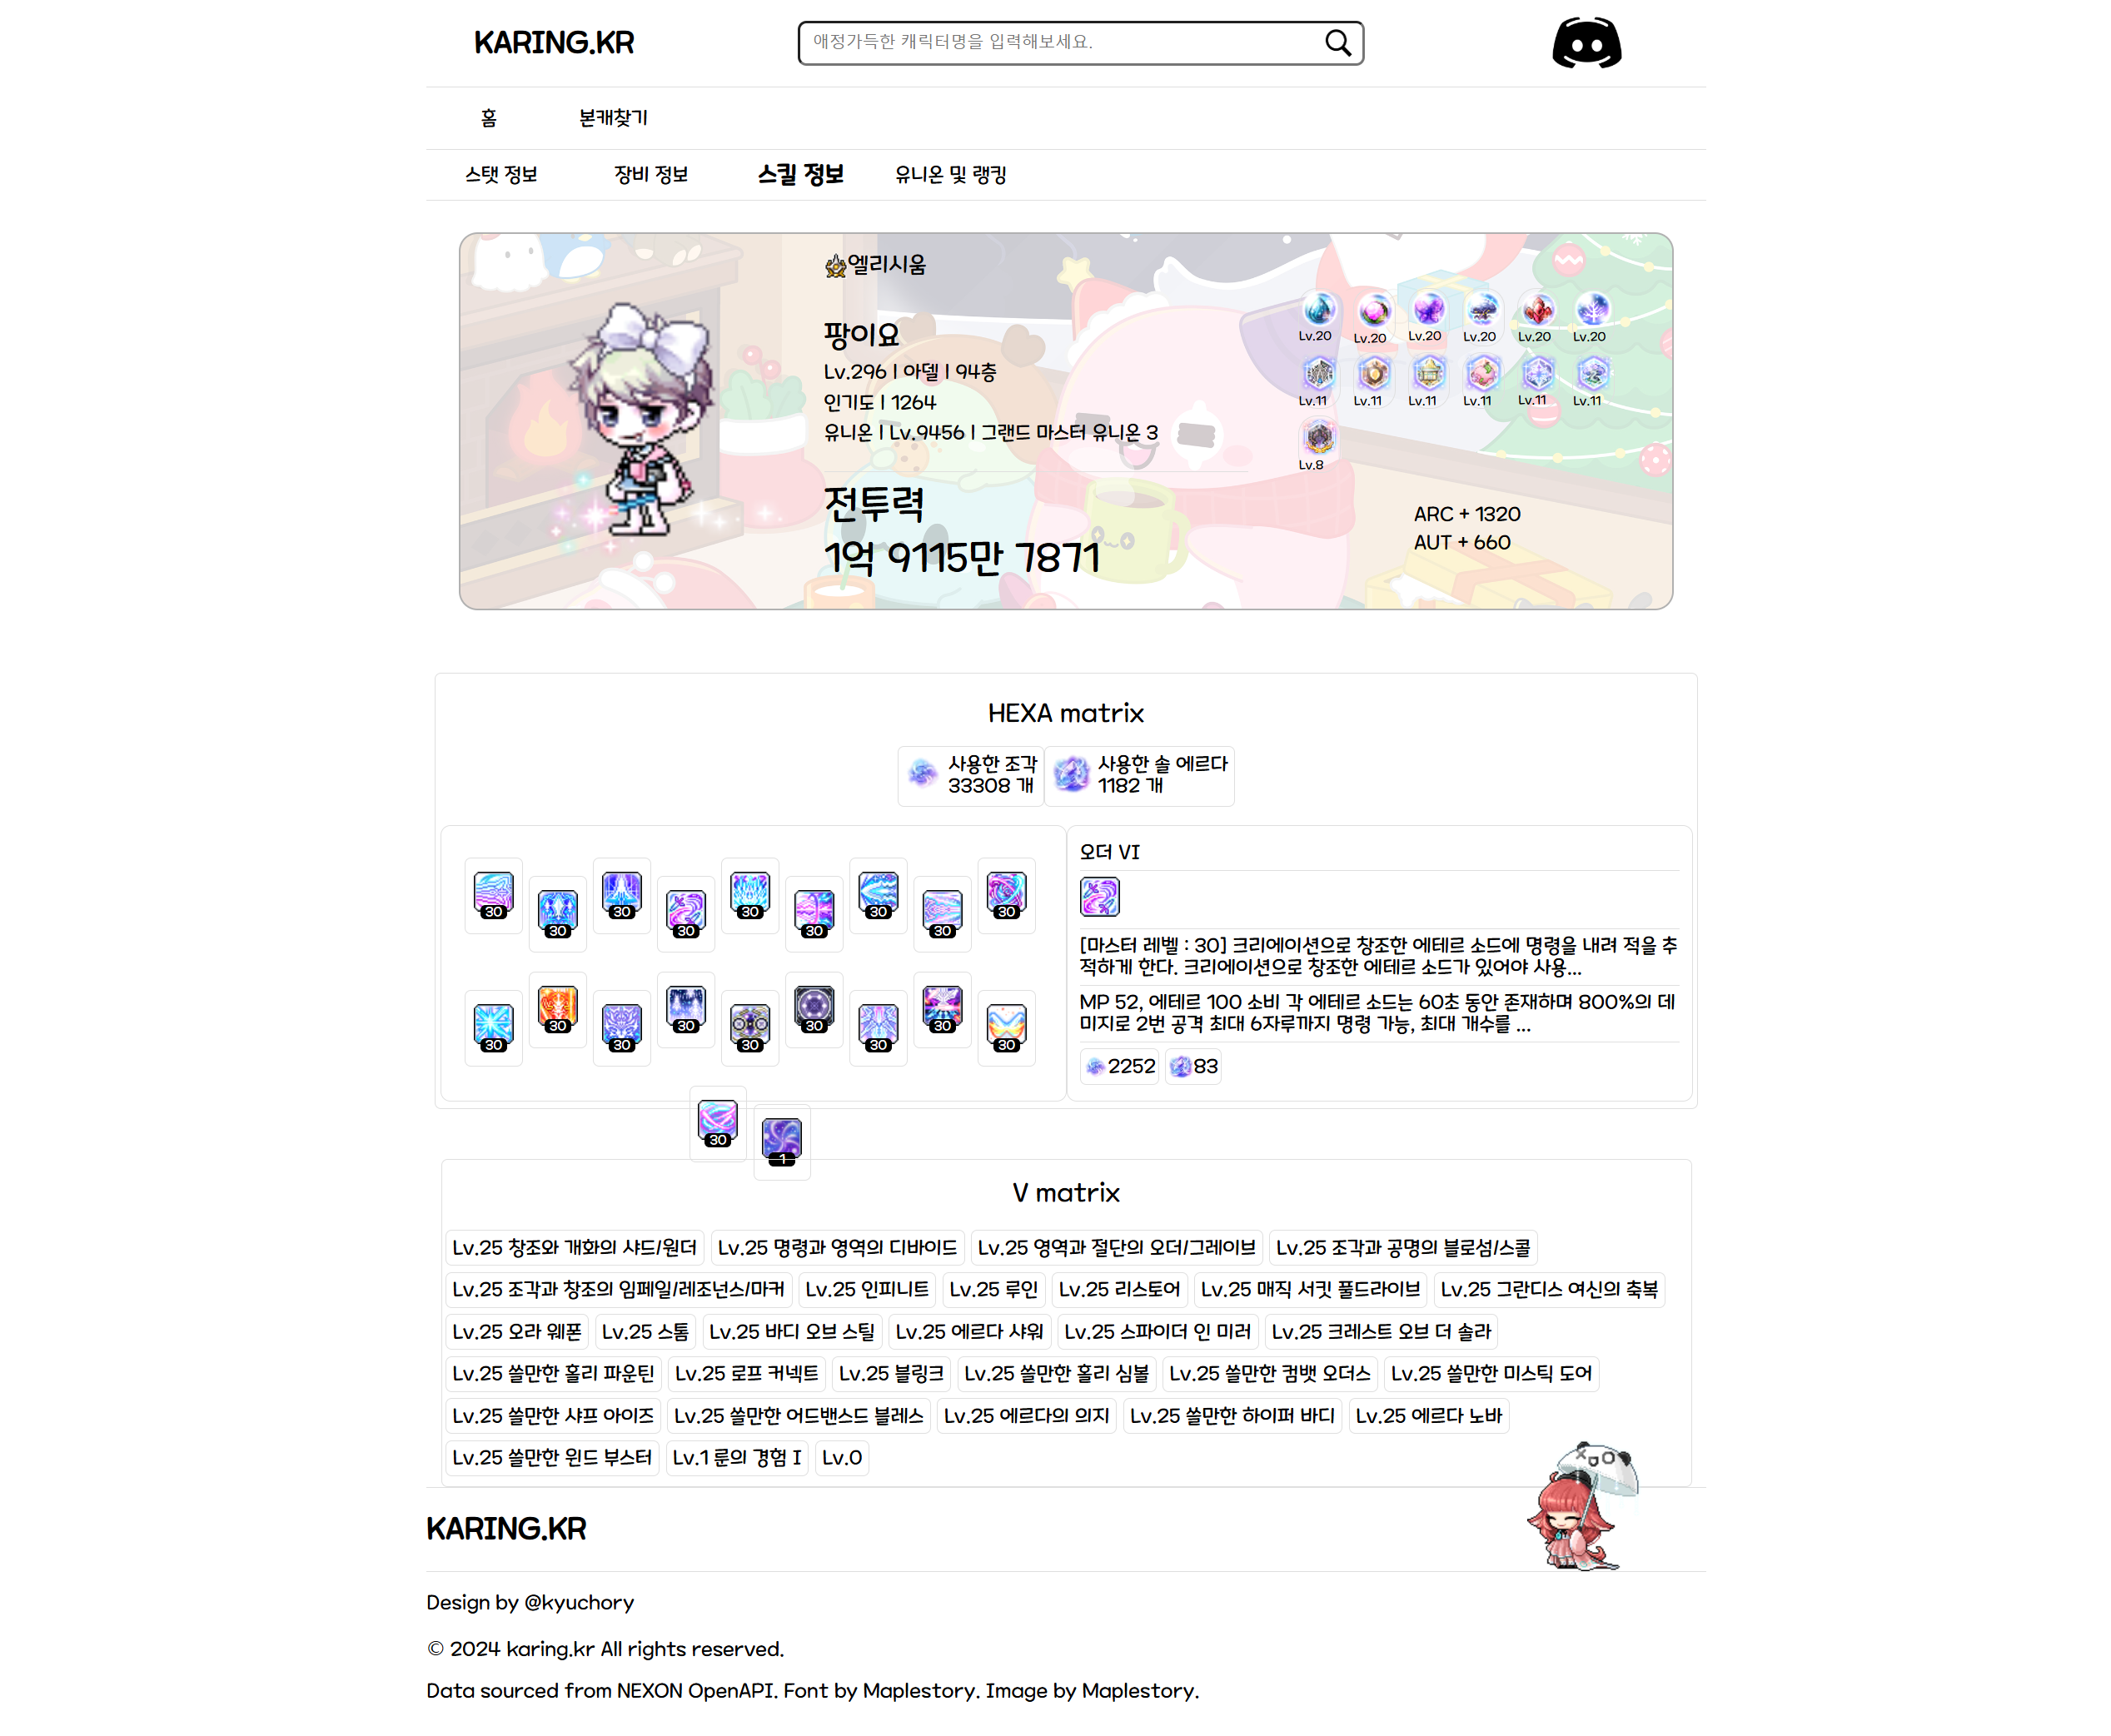 KARING.KR
애정가득한 캐릭터명을 입력해보세요.
홈 본캐찾기
스탯 정보 장비 정보 스킬 정보 유니온 및 랭킹
엘리시움
팡이요
Lv.296 | 아델 | 94층
인기도 | 1264
유니온 | Lv.9456 | 그랜드 마스터 유니온 3
전투력
1억 9115만 7871
Lv.20 Lv.20 Lv.20 Lv.20 Lv.20 Lv.20
Lv.11 Lv.11 Lv.11 Lv.11 Lv.11 Lv.11
Lv.8
ARC + 1320
AUT + 660
HEXA matrix
사용한 조각
33308 개
사용한 솔 에르다
1182 개
30 30 30 30 30 30 30 30 30
30 30 30 30 30 30 30 30 30
30 1
오더 VI
[마스터 레벨 : 30] 크리에이션으로 창조한 에테르 소드에 명령을 내려 적을 추
적하게 한다. 크리에이션으로 창조한 에테르 소드가 있어야 사용...
MP 52, 에테르 100 소비 각 에테르 소드는 60초 동안 존재하며 800%의 데
미지로 2번 공격 최대 6자루까지 명령 가능, 최대 개수를 ...
2252 83
V matrix
Lv.25 창조와 개화의 샤드/원더 Lv.25 명령과 영역의 디바이드 Lv.25 영역과 절단의 오더/그레이브 Lv.25 조각과 공명의 블로섬/스콜
Lv.25 조각과 창조의 임페일/레조넌스/마커 Lv.25 인피니트 Lv.25 루인 Lv.25 리스토어 Lv.25 매직 서킷 풀드라이브 Lv.25 그란디스 여신의 축복
Lv.25 오라 웨폰 Lv.25 스톰 Lv.25 바디 오브 스틸 Lv.25 에르다 샤워 Lv.25 스파이더 인 미러 Lv.25 크레스트 오브 더 솔라
Lv.25 쓸만한 홀리 파운틴 Lv.25 로프 커넥트 Lv.25 블링크 Lv.25 쓸만한 홀리 심볼 Lv.25 쓸만한 컴뱃 오더스 Lv.25 쓸만한 미스틱 도어
Lv.25 쓸만한 샤프 아이즈 Lv.25 쓸만한 어드밴스드 블레스 Lv.25 에르다의 의지 Lv.25 쓸만한 하이퍼 바디 Lv.25 에르다 노바
Lv.25 쓸만한 윈드 부스터 Lv.1 룬의 경험 I Lv.0
KARING.KR
Design by @kyuchory
© 2024 karing.kr All rights reserved.
Data sourced from NEXON OpenAPI. Font by Maplestory. Image by Maplestory.